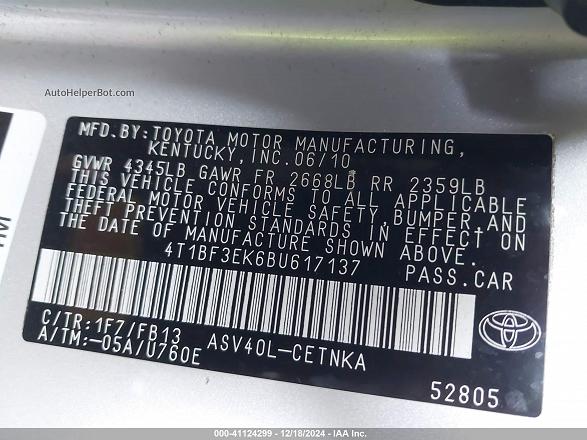 AutoHelperBot.com
MFD.BY:TOYOTA MOTOR MANUFACTURING,
KENTUCKY,INC.06/10
GVWR 4345LB GAWR FR 2668LB RR 2359LB
THIS VEHICLE CONFORMS TO ALL APPLICABLE
FEDERAL MOTOR VEHICLE SAFETY,BUMPER,AND
THEFT PREVENTION STANDARDS IN EFFECT ON
THE DATE OF MANUFACTURE SHOWN ABOVE.
4T1BF3EK6BU617137 PASS.CAR
C/TR:1F7/FB13
A/TM:-05A/U760E ASV40L-CETNKA
TOYOTA
52805
000-41124299 - 12/18/2024 - IAA Inc.